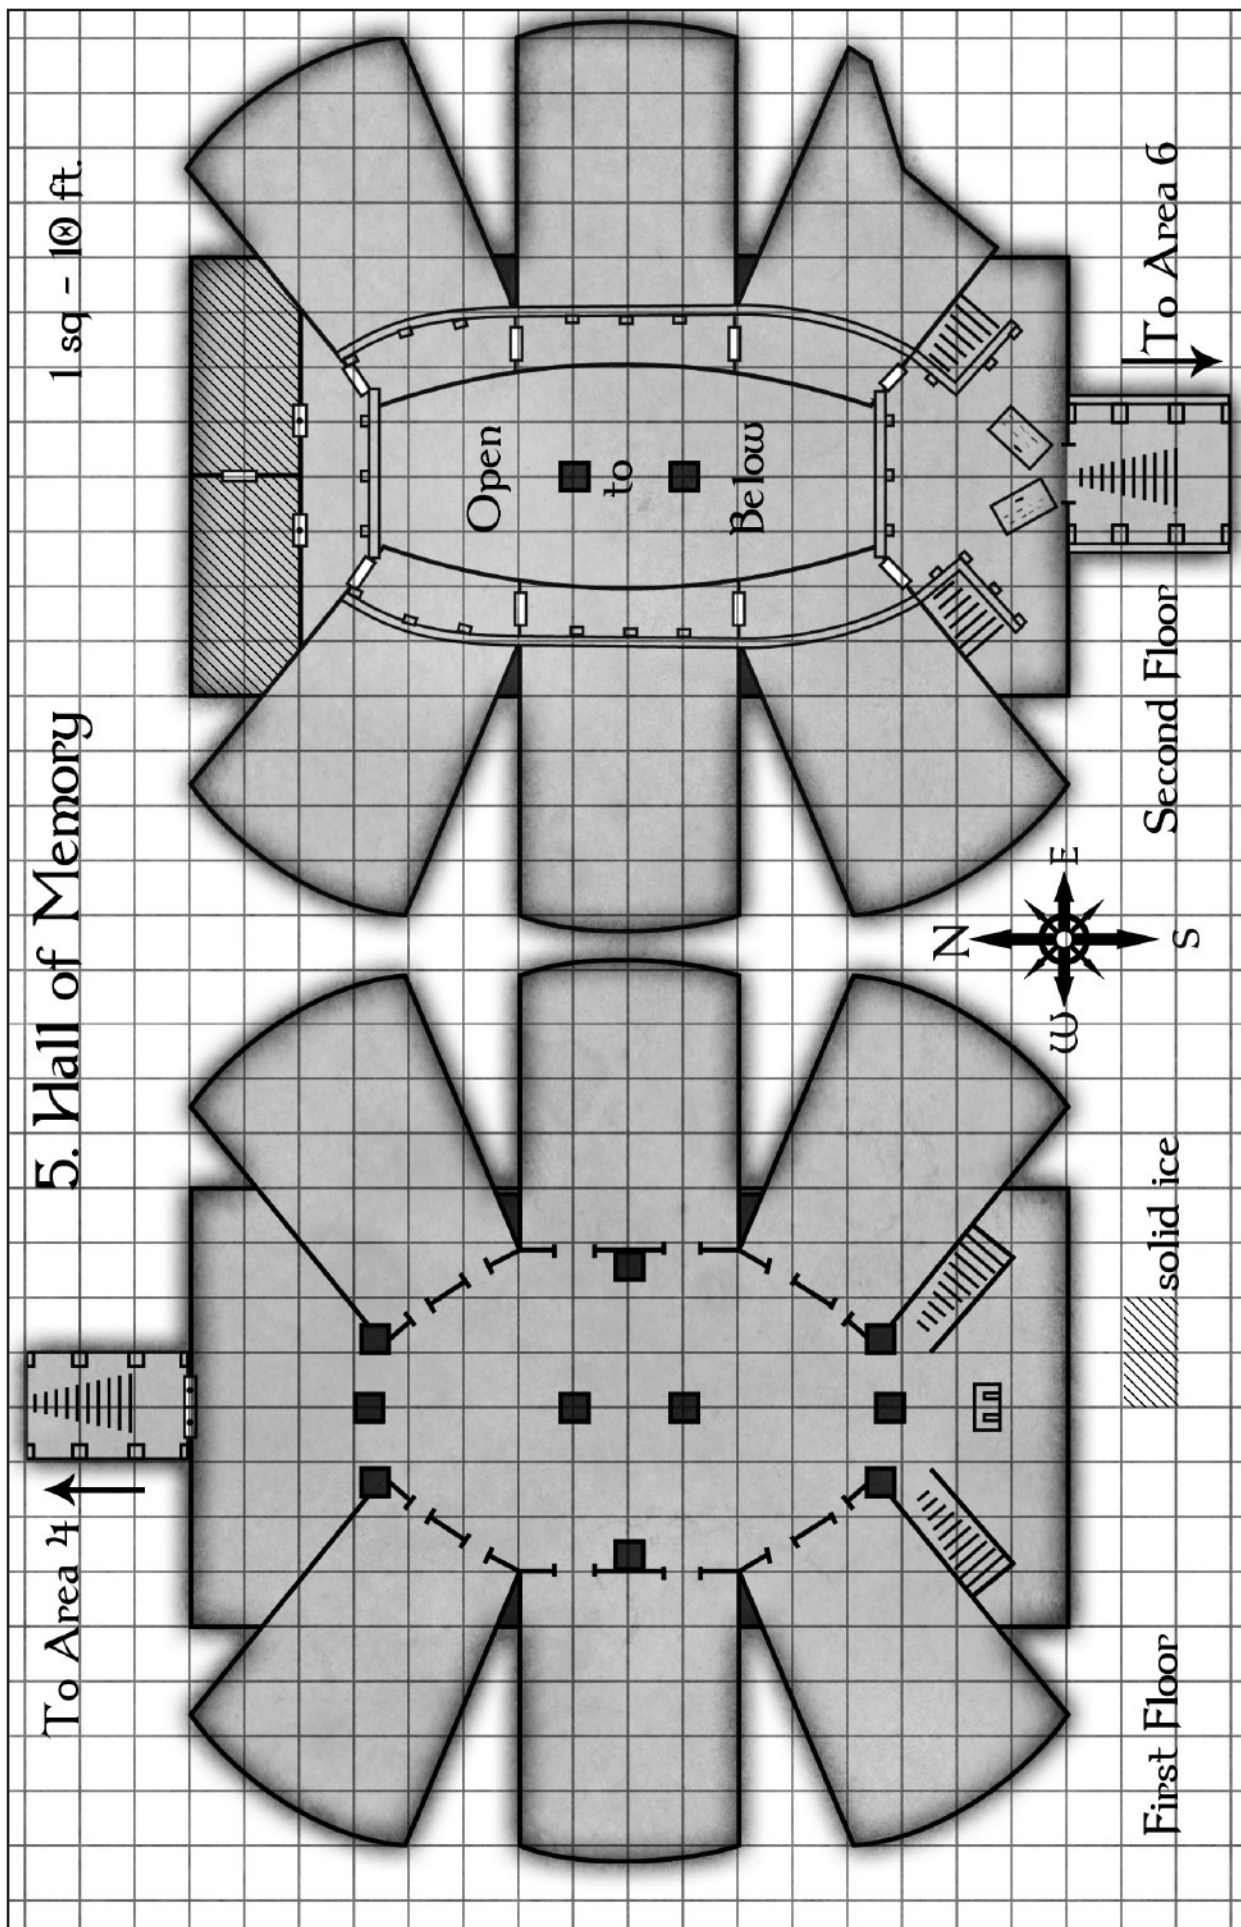 5. Hall of Memory
1 sq - 10 ft.
To Area 4
Open
to
Below
N
W
E
S
solid ice
To Area 6
First Floor
Second Floor